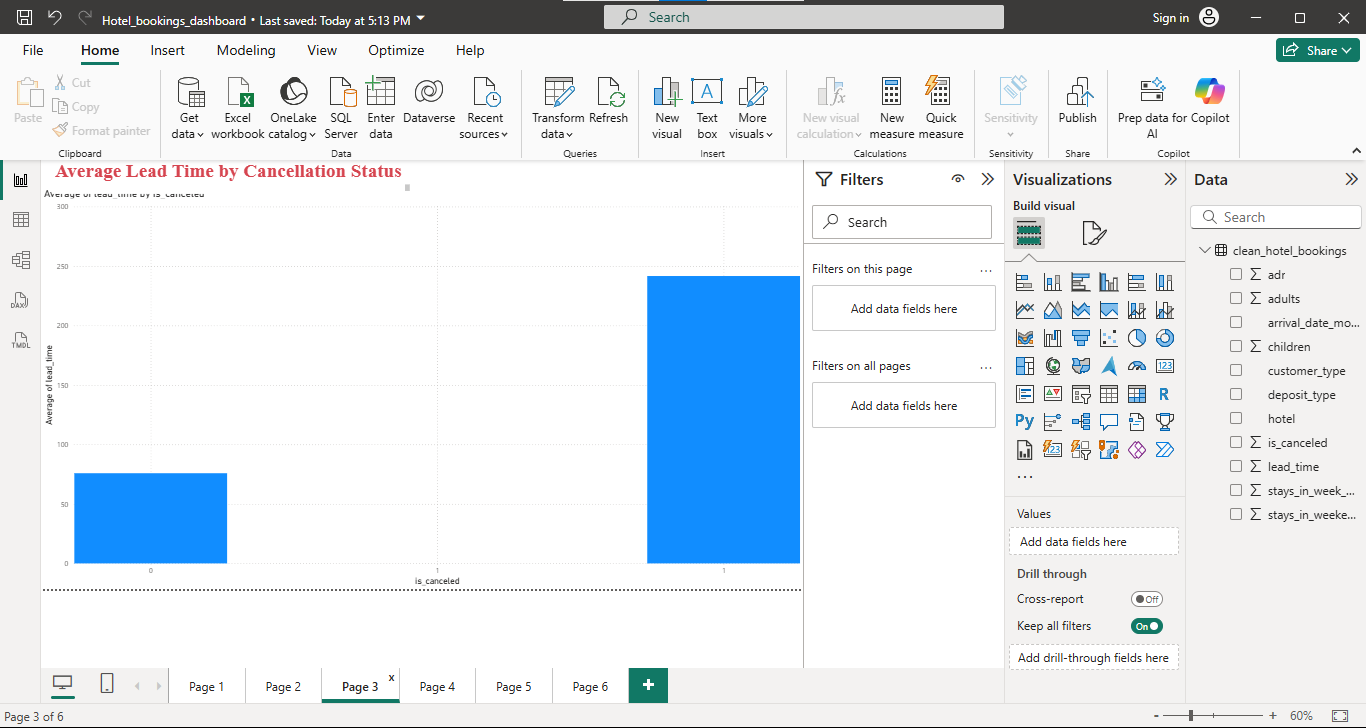 Hotel_bookings_dashboard • Last saved: Today at 5:13 PM
Search
Sign in
File
Home
Insert
Modeling
View
Optimize
Help
Share
Paste
Cut
Copy
Format painter
Clipboard
Get data
Excel workbook
OneLake catalog
SQL Server
Enter data
Dataverse
Recent sources
Data
Transform data
Refresh
Queries
New visual
Text box
More visuals
Insert
New visual calculation
New measure
Quick measure
Calculations
Sensitivity
Sensitivity
Publish
Share
Prep data for AI
Copilot
Copilot
DAX
TMDL
Average Lead Time by Cancellation Status
Average of lead_time by is_canceled
300
250
200
150
100
50
0
Average of lead_time
0
1
1
is_canceled
Filters
Search
Filters on this page
...
Add data fields here
Filters on all pages
...
Add data fields here
Visualizations
Build visual
123
R
Py
123
...
Values
Add data fields here
Drill through
Cross-report
Off
Keep all filters
On
Add drill-through fields here
Data
Search
clean_hotel_bookings
adr
adults
arrival_date_mo...
children
customer_type
deposit_type
hotel
is_canceled
lead_time
stays_in_week_...
stays_in_weeke...
Page 1
Page 2
Page 3
x
Page 4
Page 5
Page 6
+
Page 3 of 6
- + 60%